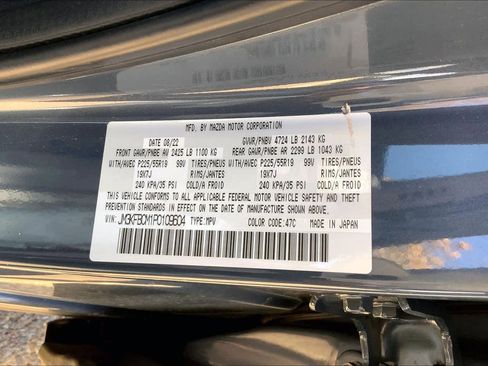 MFD. BY MAZDA MOTOR CORPORATION
DATE 08/22 GVWR/PNBV 4724 LB 2143 KG
FRONT GAWR/PNBE AV 2425 LB 1100 KG REAR GAWR/PNBE AR 2299 LB 1043 KG
WITH/AVEC P225/55R19 99V TIRES/PNEUS WITH/AVEC P225/55R19 99V TIRES/PNEUS
19X7J RIMS/JANTES 19X7J RIMS/JANTES
240 KPA/35 PSI COLD/A FROID 240 KPA/35 PSI COLD/A FROID
THIS VEHICLE CONFORMS TO ALL APPLICABLE FEDERAL MOTOR VEHICLE SAFETY AND THEFT
PREVENTION STANDARDS IN EFFECT ON THE DATE OF MANUFACTURE SHOWN ABOVE.
VIN: JM3KFBCM1P0109604 TYPE:MPV COLOR CODE:47C MADE IN JAPAN